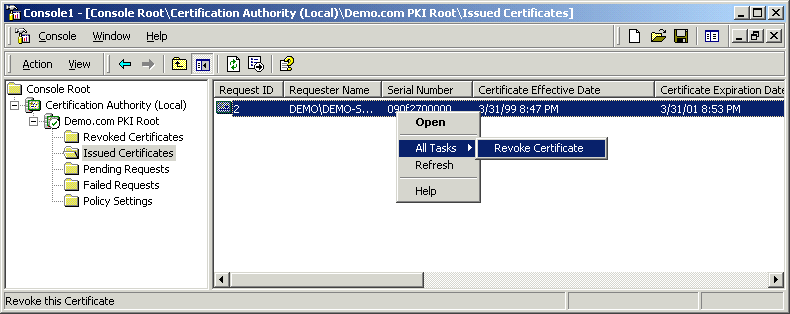 Console1 - [Console Root\Certification Authority (Local)\Demo.com PKI Root\Issued Certificates]
Console Window Help
Action View
Console Root
Certification Authority (Local)
Demo.com PKI Root
Revoked Certificates
Issued Certificates
Pending Requests
Failed Requests
Policy Settings
Request ID Requester Name Serial Number Certificate Effective Date Certificate Expiration Date
2 DEMO\DEMO-S... 090f2700000... 3/31/99 8:47 PM 3/31/01 8:53 PM
Open
All Tasks Revoke Certificate
Refresh
Help
Revoke this Certificate